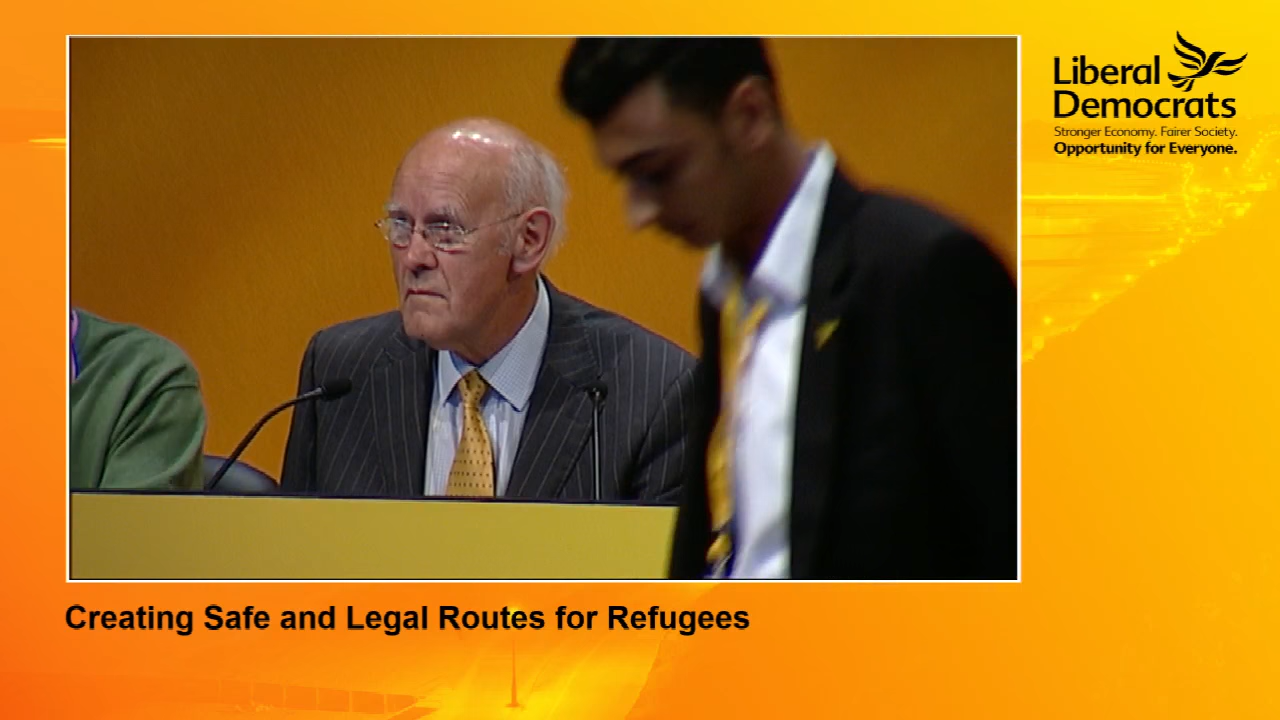 Liberal
Democrats
Stronger Economy. Fairer Society.
Opportunity for Everyone.
Creating Safe and Legal Routes for Refugees